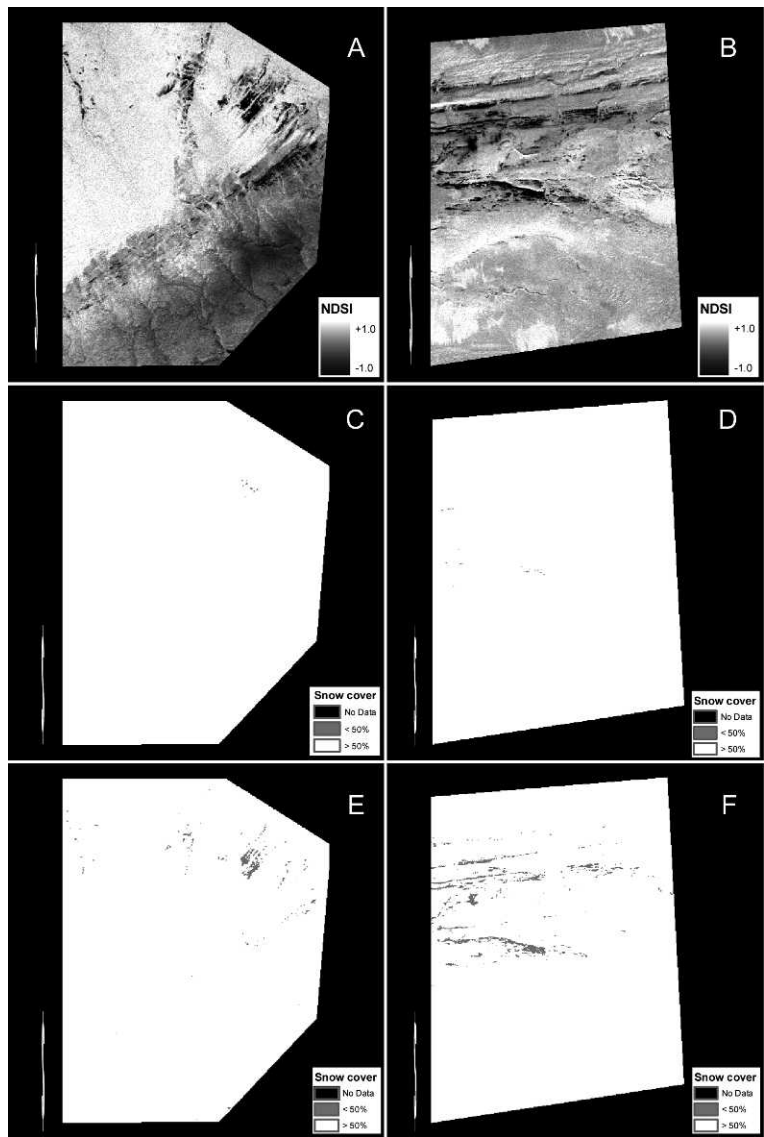 A
NDSI
+1.0
-1.0
B
NDSI
+1.0
-1.0
C
Snow cover
No Data
< 50%
> 50%
D
Snow cover
No Data
< 50%
> 50%
E
Snow cover
No Data
< 50%
> 50%
F
Snow cover
No Data
< 50%
> 50%